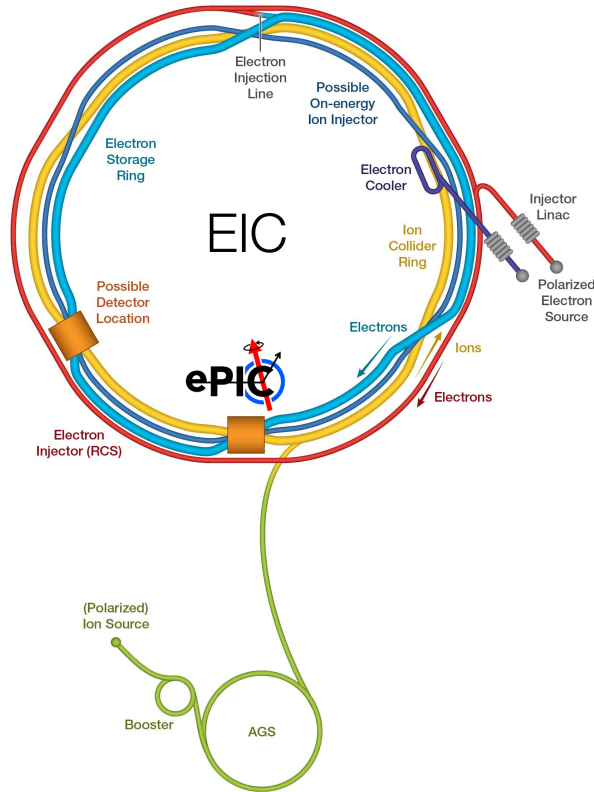 Electron
Injection
Line
Possible
On-energy
Ion Injector
Electron
Storage
Ring
Electron
Cooler
Injector
Linac
EIC
Ion
Collider
Ring
Polarized
Electron
Source
Possible
Detector
Location
Electrons
Ions
ePIC
Electrons
Electron
Injector (RCS)
(Polarized)
Ion Source
Booster
AGS